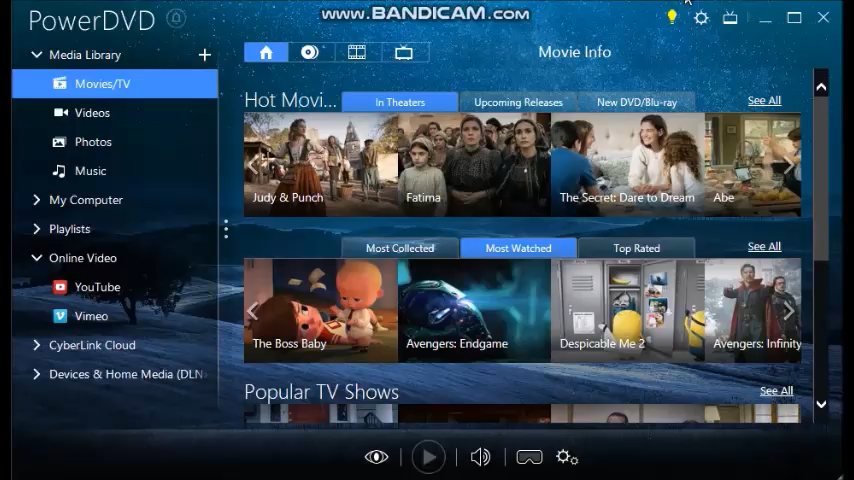 PowerDVD
www.BANDICAM.com
Media Library
Movies/TV
Videos
Photos
Music
My Computer
Playlists
Online Video
YouTube
Vimeo
CyberLink Cloud
Devices & Home Media (DLN
Movie Info
Hot Movi...
In Theaters
Upcoming Releases
New DVD/Blu-ray
See All
Judy & Punch
Fatima
The Secret: Dare to Dream
Abe
Most Collected
Most Watched
Top Rated
See All
The Boss Baby
Avengers: Endgame
Despicable Me 2
Avengers: Infinity
Popular TV Shows
See All